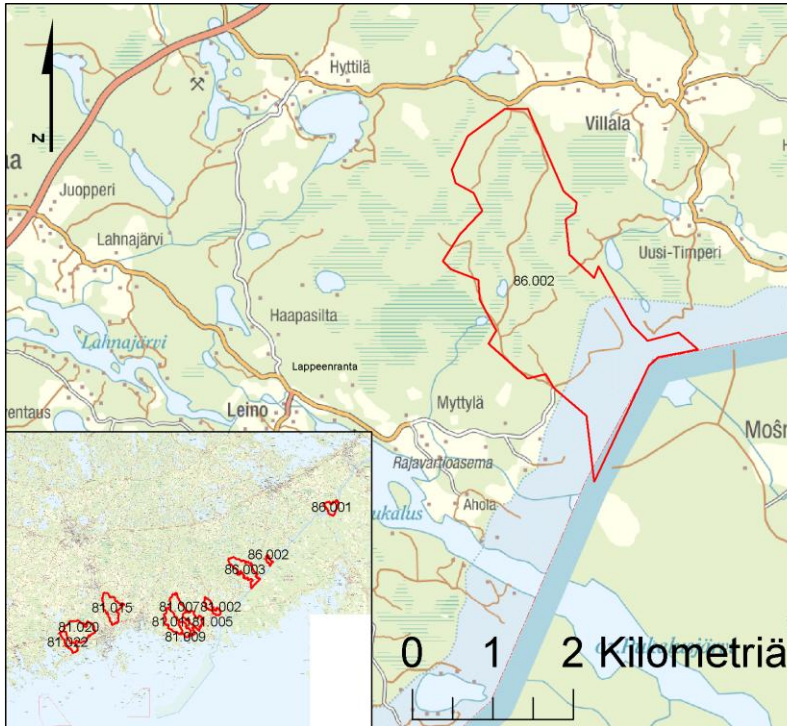 Hyttilä
Villala
N
aa
Juopperi
Lahnajärvi
Uusi-Timperi
86.002
Haapasilta
Lahnajärvi
Lappeenranta
Leino
Myttylä
Mošn
Rajavartioasema
Ahola
ukalus
86.001
86.002
86.003
81.007
81.002
81.015
81.005
81.020
81.009
81.022
0 1 2 Kilometriä